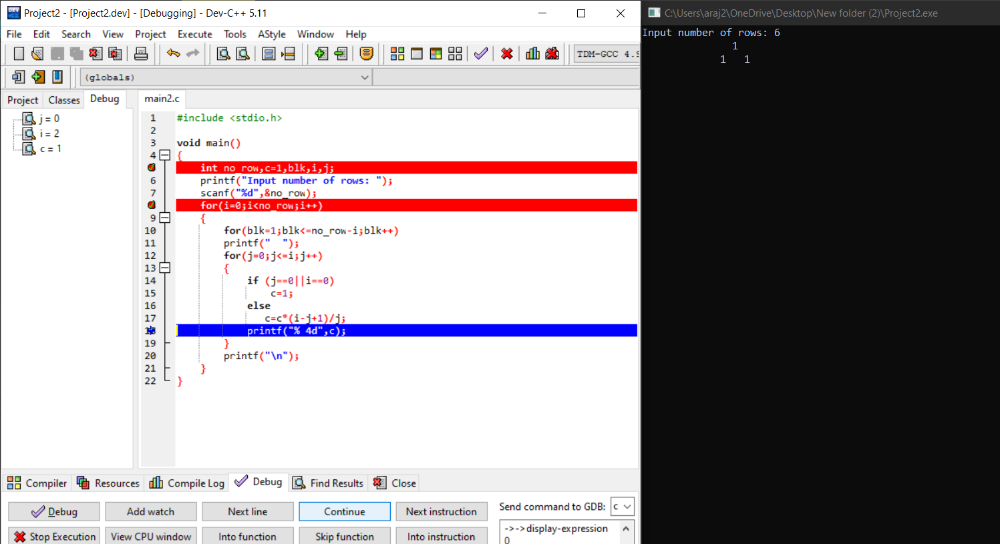 Project2 - [Project2.dev] - [Debugging] - Dev-C++ 5.11
File Edit Search View Project Execute Tools AStyle Window Help
TDM-GCC 4.9
(globals)
Project Classes Debug
j = 0
i = 2
c = 1
main2.c
1 #include <stdio.h>
2
3 void main()
4 {
int no_row,c=1,blk,i,j;
6 printf("Input number of rows: ");
7 scanf("%d",&no_row);
for(i=0;i<no_row;i++)
9 {
10 for(blk=1;blk<=no_row-i;blk++)
11 printf("  ");
12 for(j=0;j<=i;j++)
13 {
14 if (j==0||i==0)
15 c=1;
16 else
17 c=c*(i-j+1)/j;
18 printf("% 4d",c);
19 }
20 printf("\n");
21 }
22 }
Compiler Resources Compile Log Debug Find Results Close
Debug Add watch Next line Continue Next instruction
Stop Execution View CPU window Into function Skip function Into instruction
Send command to GDB: c
->->display-expression
0
C:\Users\araj2\OneDrive\Desktop\New folder (2)\Project2.exe
Input number of rows: 6
1
1 1